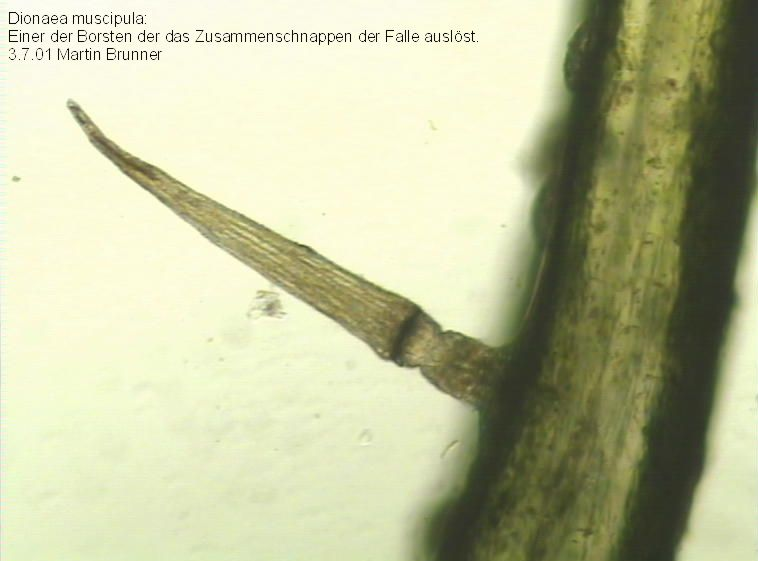 Dionaea muscipula:
Einer der Borsten der das Zusammenschnappen der Falle auslöst.
3.7.01 Martin Brunner